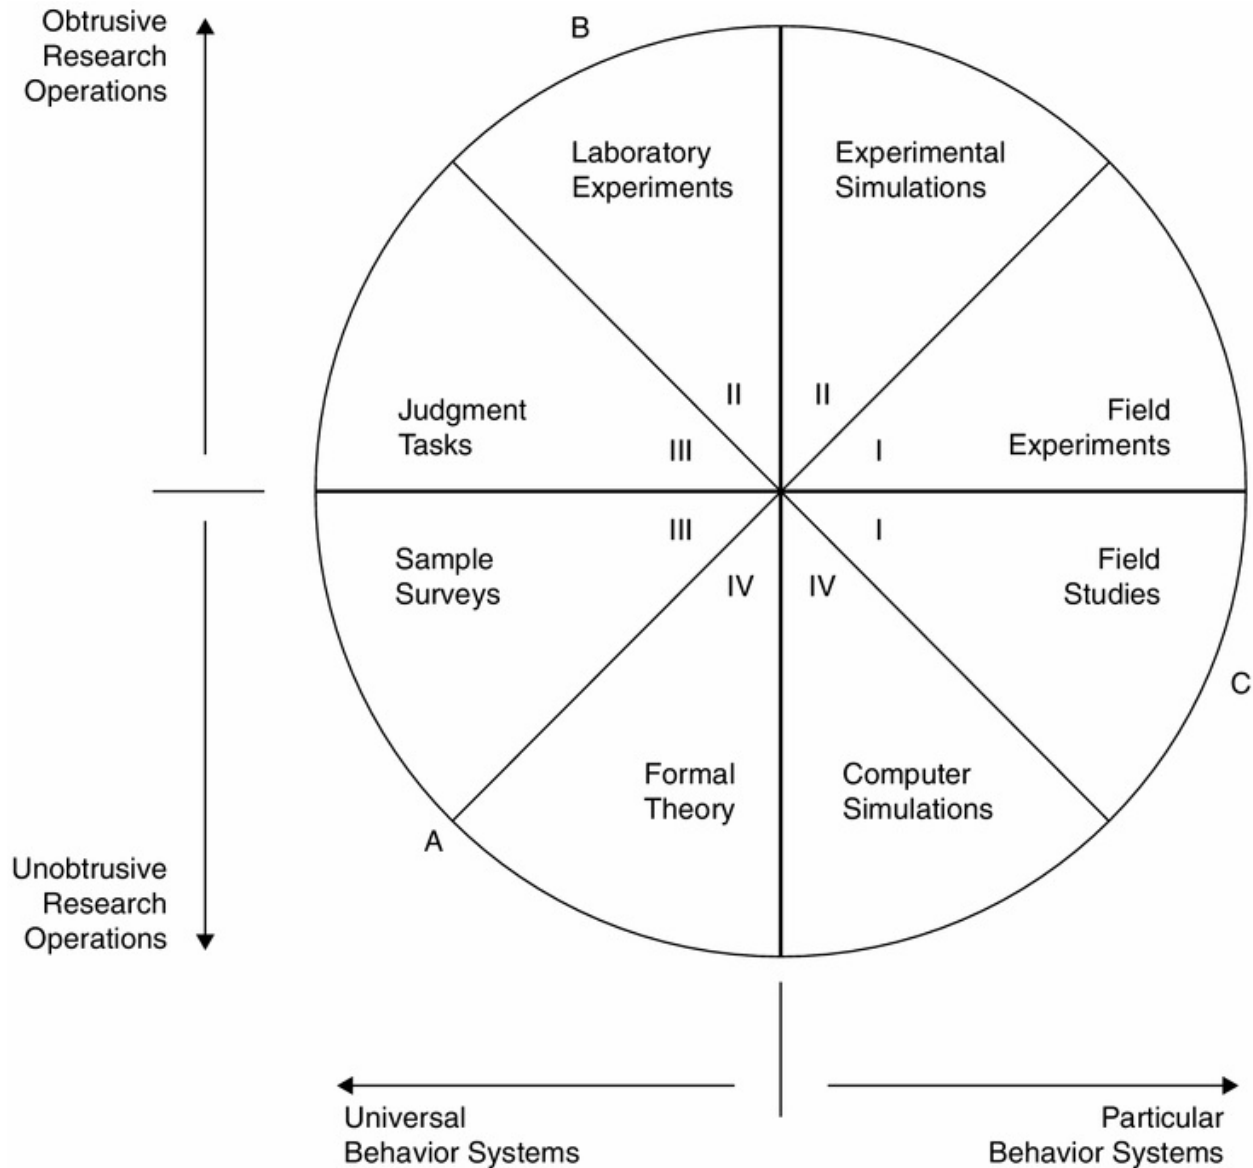 Obtrusive
Research
Operations
B
Laboratory
Experiments
Experimental
Simulations
II
II
Judgment
Tasks
III
I
Field
Experiments
Sample
Surveys
III
I
Field
Studies
IV
IV
C
Formal
Theory
Computer
Simulations
A
Unobtrusive
Research
Operations
Universal
Behavior Systems
Particular
Behavior Systems